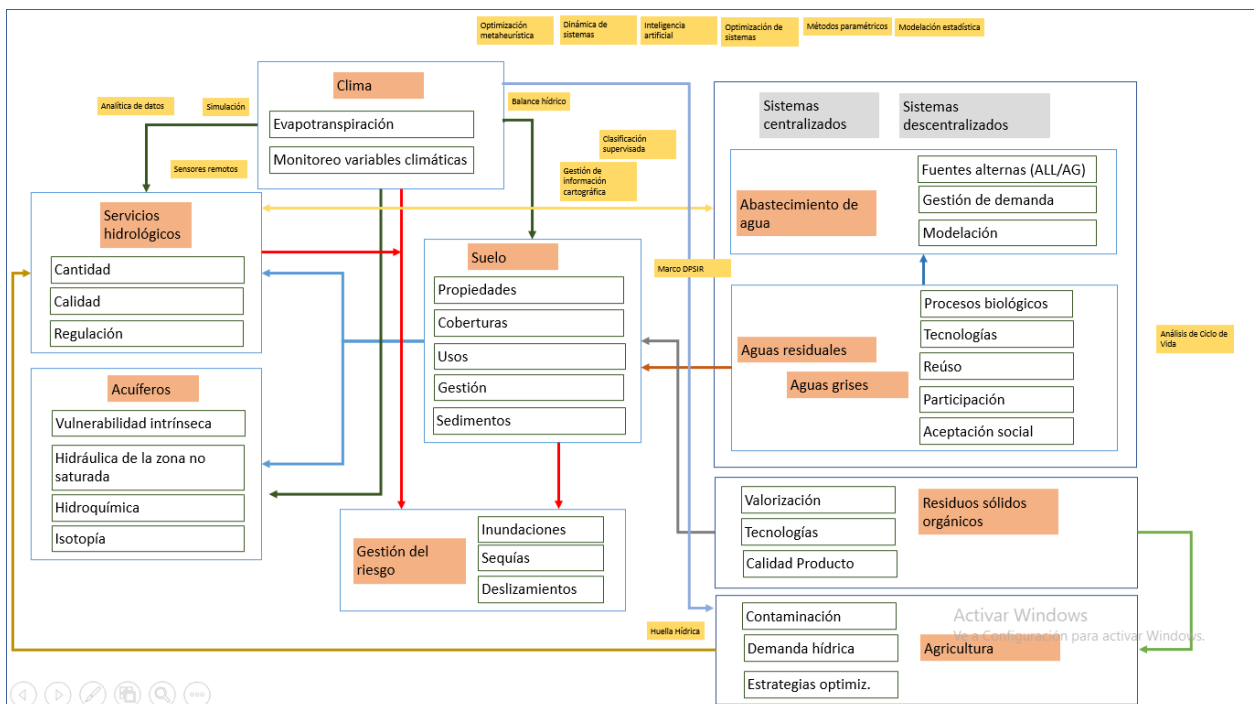 Optimización
metaheurística
Dinámica de
sistemas
Inteligencia
artificial
Optimización de
sistemas
Métodos paramétricos
Modelación estadística
Clima
Evapotranspiración
Monitoreo variables climáticas
Analítica de datos
Simulación
Sensores remotos
Balance hídrico
Clasificación
supervisada
Gestión de
información
cartográfica
Servicios
hidrológicos
Cantidad
Calidad
Regulación
Acuíferos
Vulnerabilidad intrínseca
Hidráulica de la zona no
saturada
Hidroquímica
Isotopía
Suelo
Propiedades
Coberturas
Usos
Gestión
Sedimentos
Gestión del
riesgo
Inundaciones
Sequías
Deslizamientos
Marco DPSIR
Huella Hídrica
Sistemas
centralizados
Sistemas
descentralizados
Abastecimiento de
agua
Fuentes alternas (ALL/AG)
Gestión de demanda
Modelación
Aguas residuales
Aguas grises
Procesos biológicos
Tecnologías
Reúso
Participación
Aceptación social
Análisis de Ciclo de
Vida
Valorización
Tecnologías
Calidad Producto
Residuos sólidos
orgánicos
Contaminación
Demanda hídrica
Estrategias optimiz.
Agricultura
Activar Windows
Ve a Configuración para activar Windows.